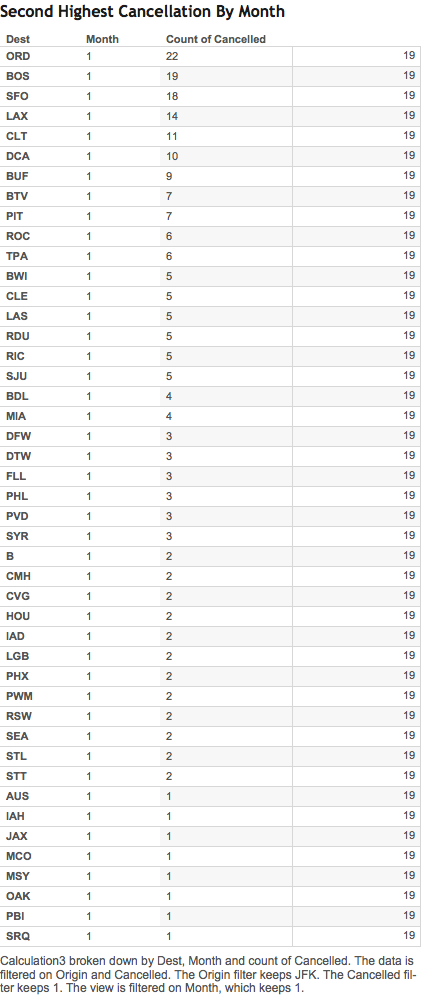 Second Highest Cancellation By Month
Dest Month Count of Cancelled
ORD 1 22 19
BOS 1 19 19
SFO 1 18 19
LAX 1 14 19
CLT 1 11 19
DCA 1 10 19
BUF 1 9 19
BTV 1 7 19
PIT 1 7 19
ROC 1 6 19
TPA 1 6 19
BWI 1 5 19
CLE 1 5 19
LAS 1 5 19
RDU 1 5 19
RIC 1 5 19
SJU 1 5 19
BDL 1 4 19
MIA 1 4 19
DFW 1 3 19
DTW 1 3 19
FLL 1 3 19
PHL 1 3 19
PVD 1 3 19
SYR 1 3 19
B 1 2 19
CMH 1 2 19
CVG 1 2 19
HOU 1 2 19
IAD 1 2 19
LGB 1 2 19
PHX 1 2 19
PWM 1 2 19
RSW 1 2 19
SEA 1 2 19
STL 1 2 19
STT 1 2 19
AUS 1 1 19
IAH 1 1 19
JAX 1 1 19
MCO 1 1 19
MSY 1 1 19
OAK 1 1 19
PBI 1 1 19
SRQ 1 1 19
Calculation3 broken down by Dest, Month and count of Cancelled. The data is
filtered on Origin and Cancelled. The Origin filter keeps JFK. The Cancelled fil-
ter keeps 1. The view is filtered on Month, which keeps 1.